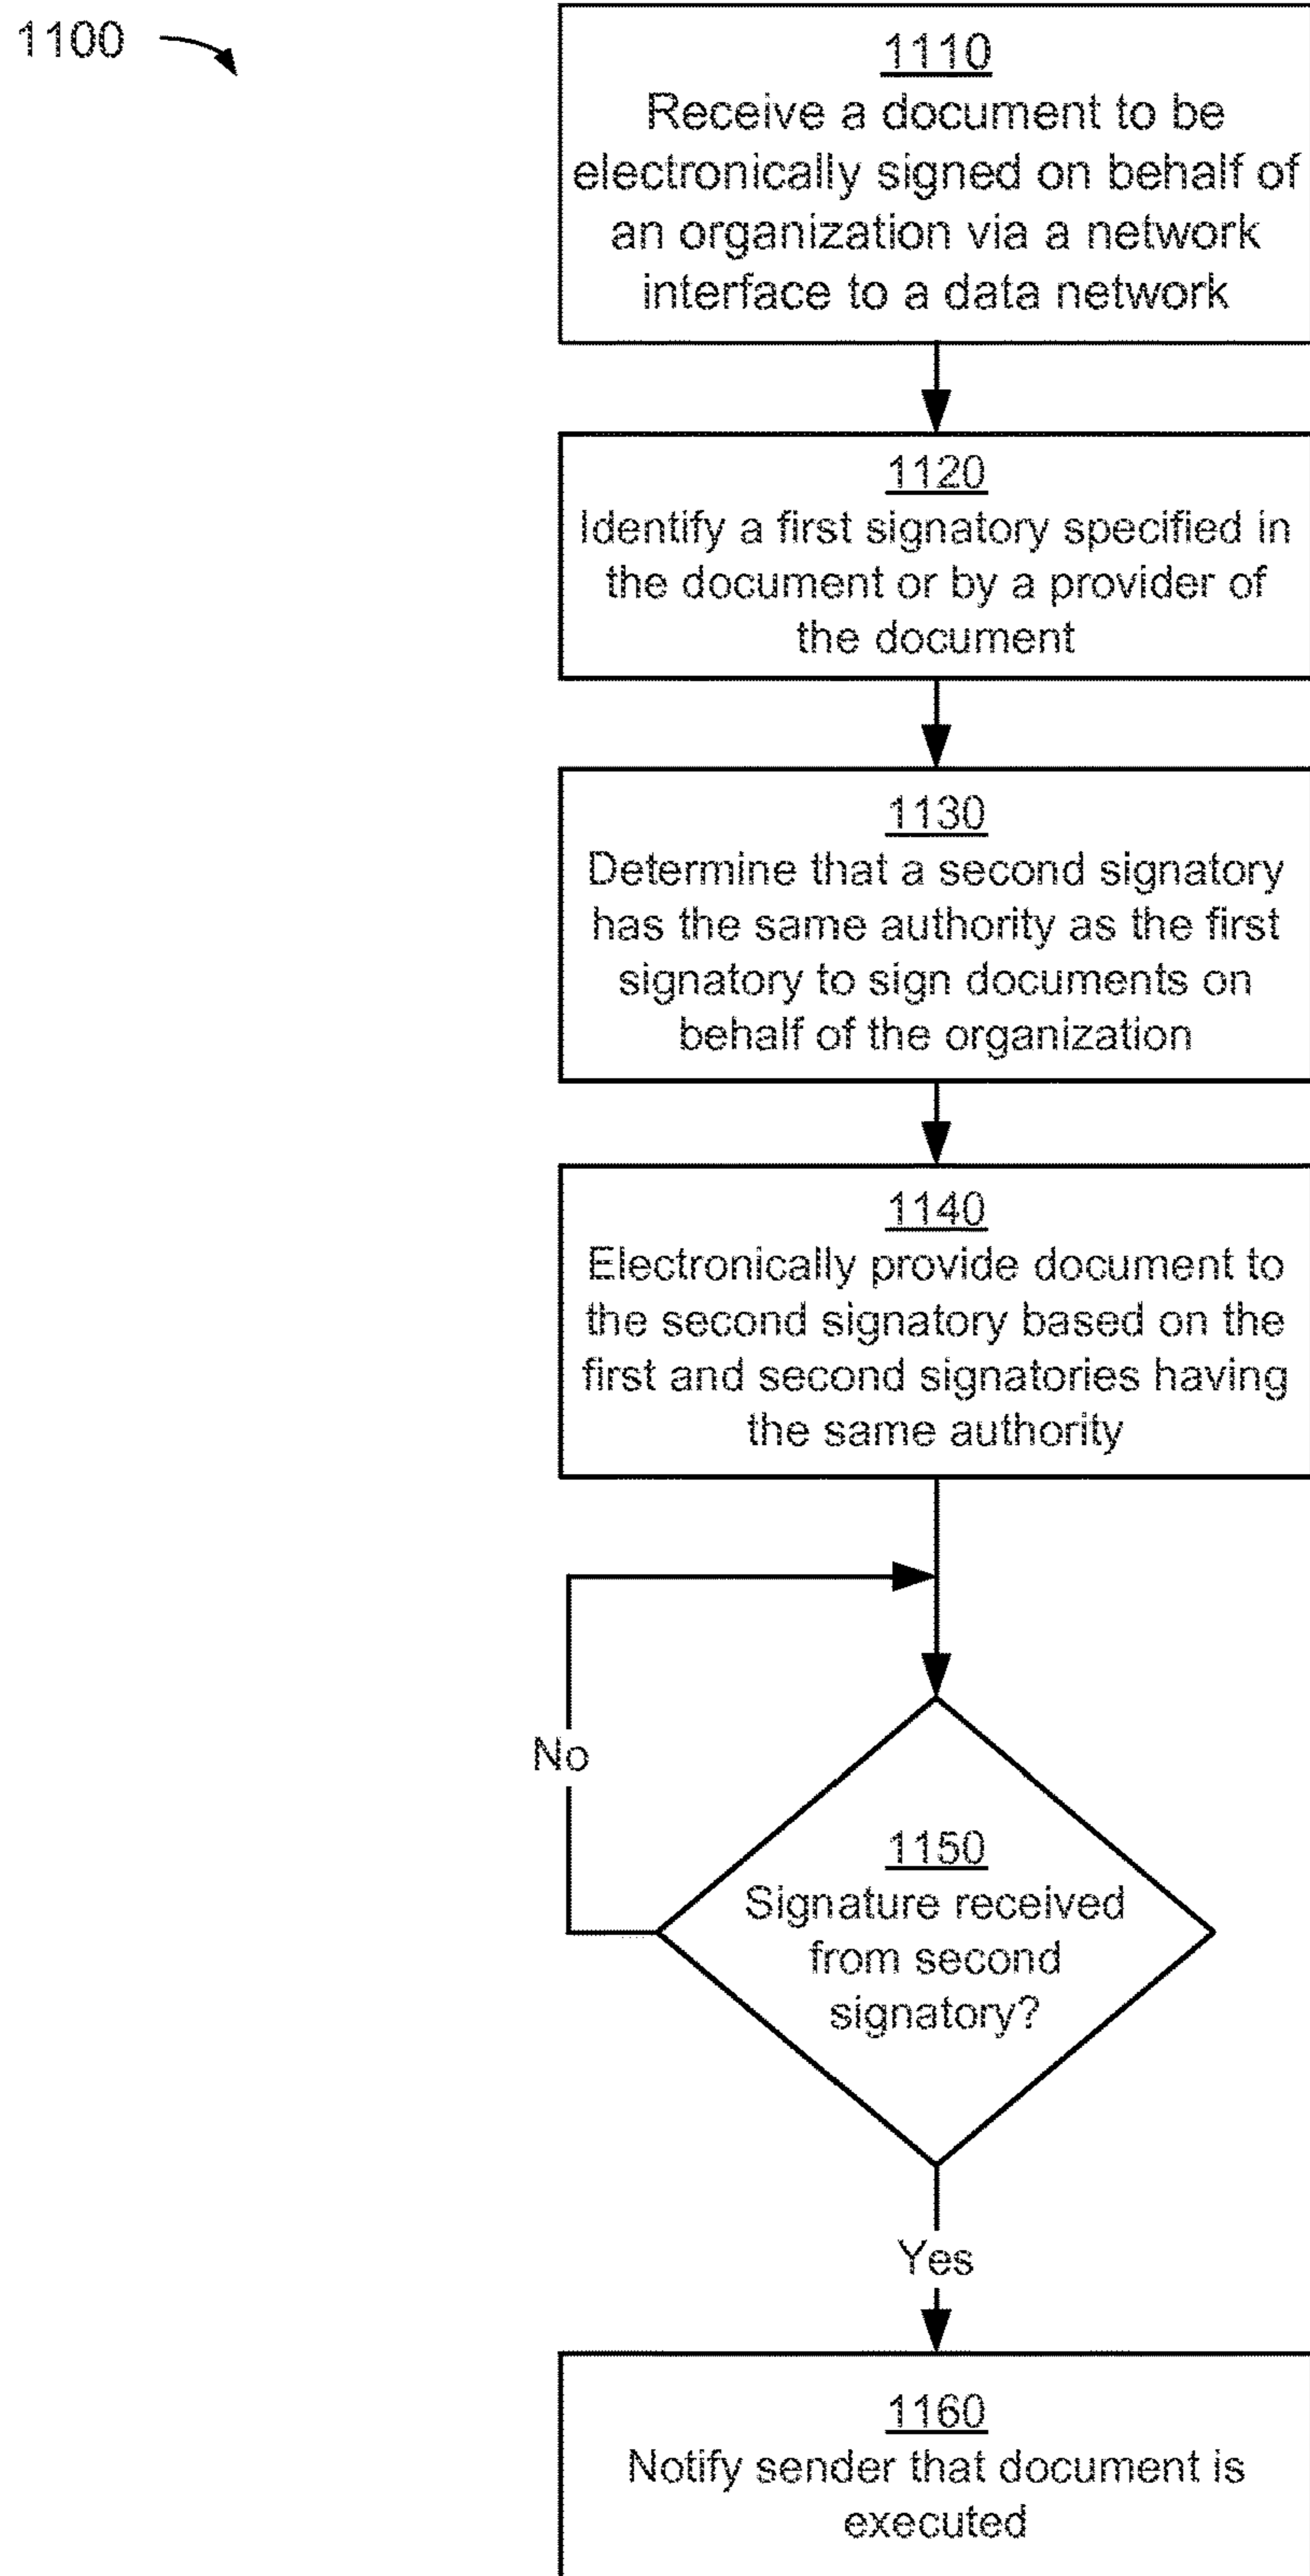 1100
1110
Receive a document to be
electronically signed on behalf of
an organization via a network
interface to a data network
1120
Identify a first signatory specified in
the document or by a provider of
the document
1130
Determine that a second signatory
has the same authority as the first
signatory to sign documents on
behalf of the organization
1140
Electronically provide document to
the second signatory based on the
first and second signatories having
the same authority
No
1150
Signature received
from second
signatory?
Yes
1160
Notify sender that document is
executed